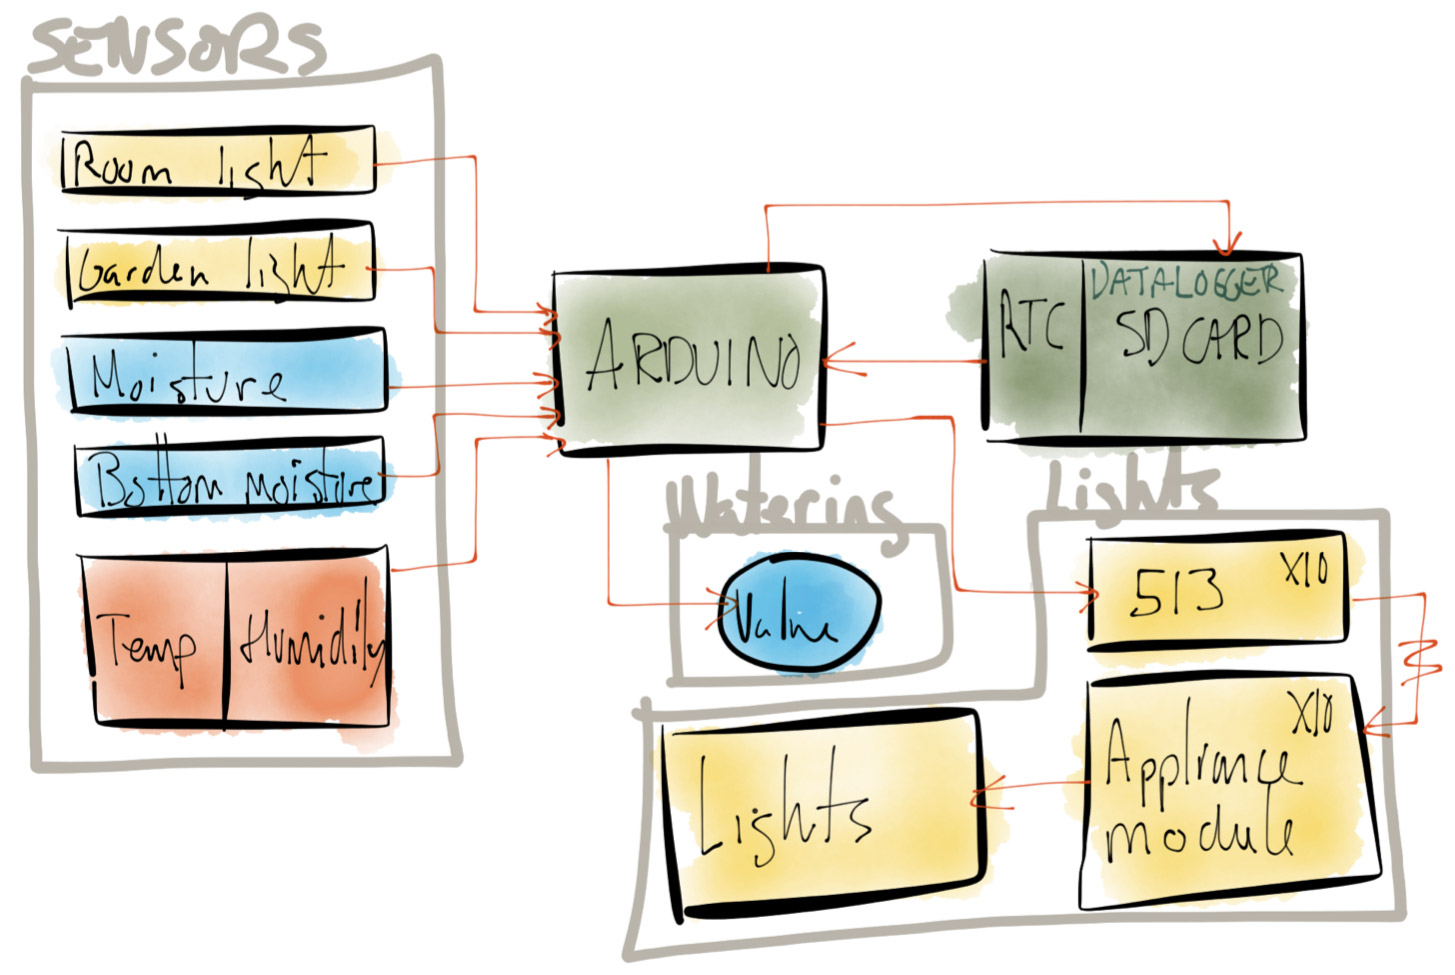 SENSORS
Room light
Garden light
Moisture
Bottom moisture
Temp
Humidity
ARDUINO
RTC
DATALOGGER
SD CARD
Watering
Valve
Lights
513
X10
X10
Appliance
module
Lights